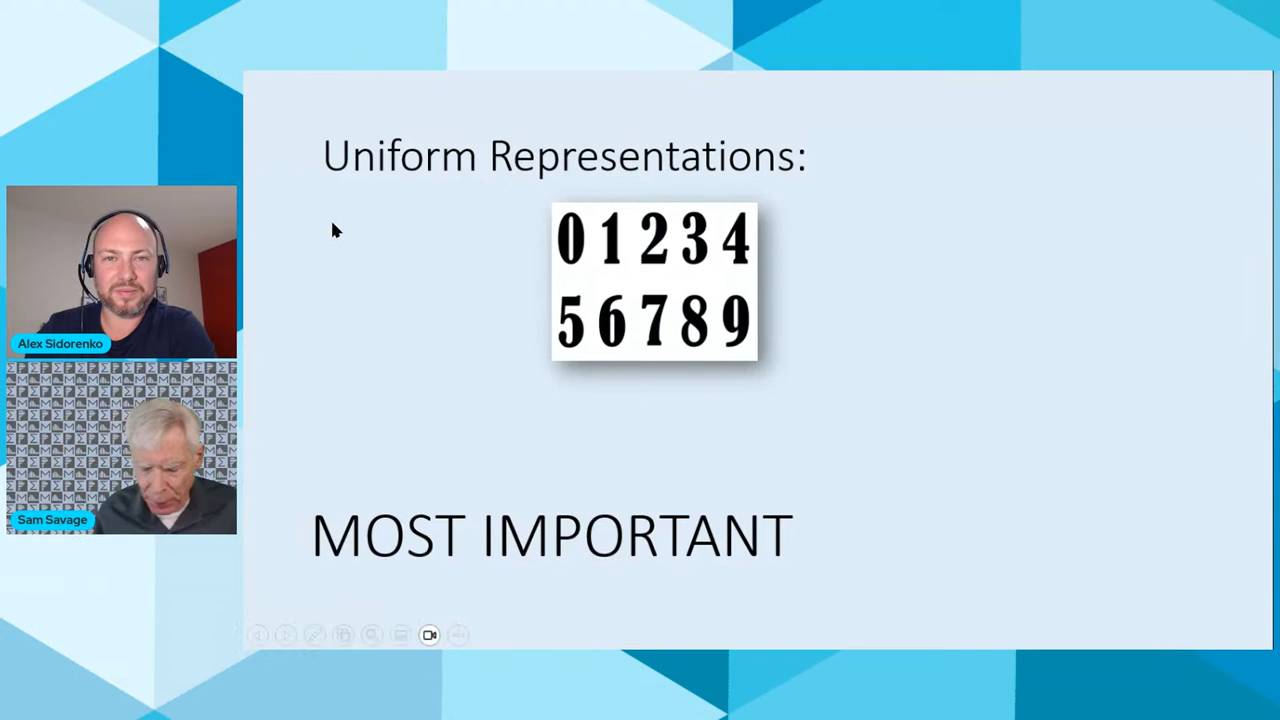 Uniform Representations:
0 1 2 3 4
5 6 7 8 9
Alex Sidorenko
Sam Savage
MOST IMPORTANT